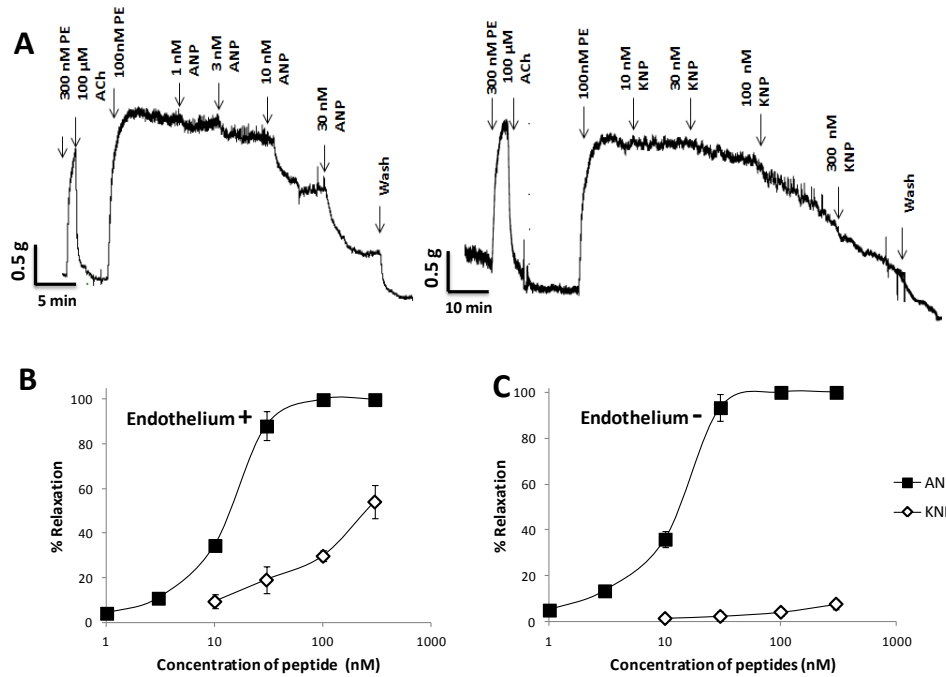 A
300 nM PE
100 µM
ACh
100nM PE
1 nM
ANP
3 nM
ANP
10 nM
ANP
30 nM
ANP
Wash
0.5 g
5 min
300 nM PE
100 µM
ACh
100nM PE
10 nM
KNP
30 nM
KNP
100 nM
KNP
300 nM
KNP
Wash
0.5 g
10 min
B
Endothelium +
% Relaxation
100
80
60
40
20
0
1
10
100
1000
Concentration of peptide (nM)
C
Endothelium -
% Relaxation
100
80
60
40
20
0
1
10
100
1000
Concentration of peptides (nM)
AN
KN